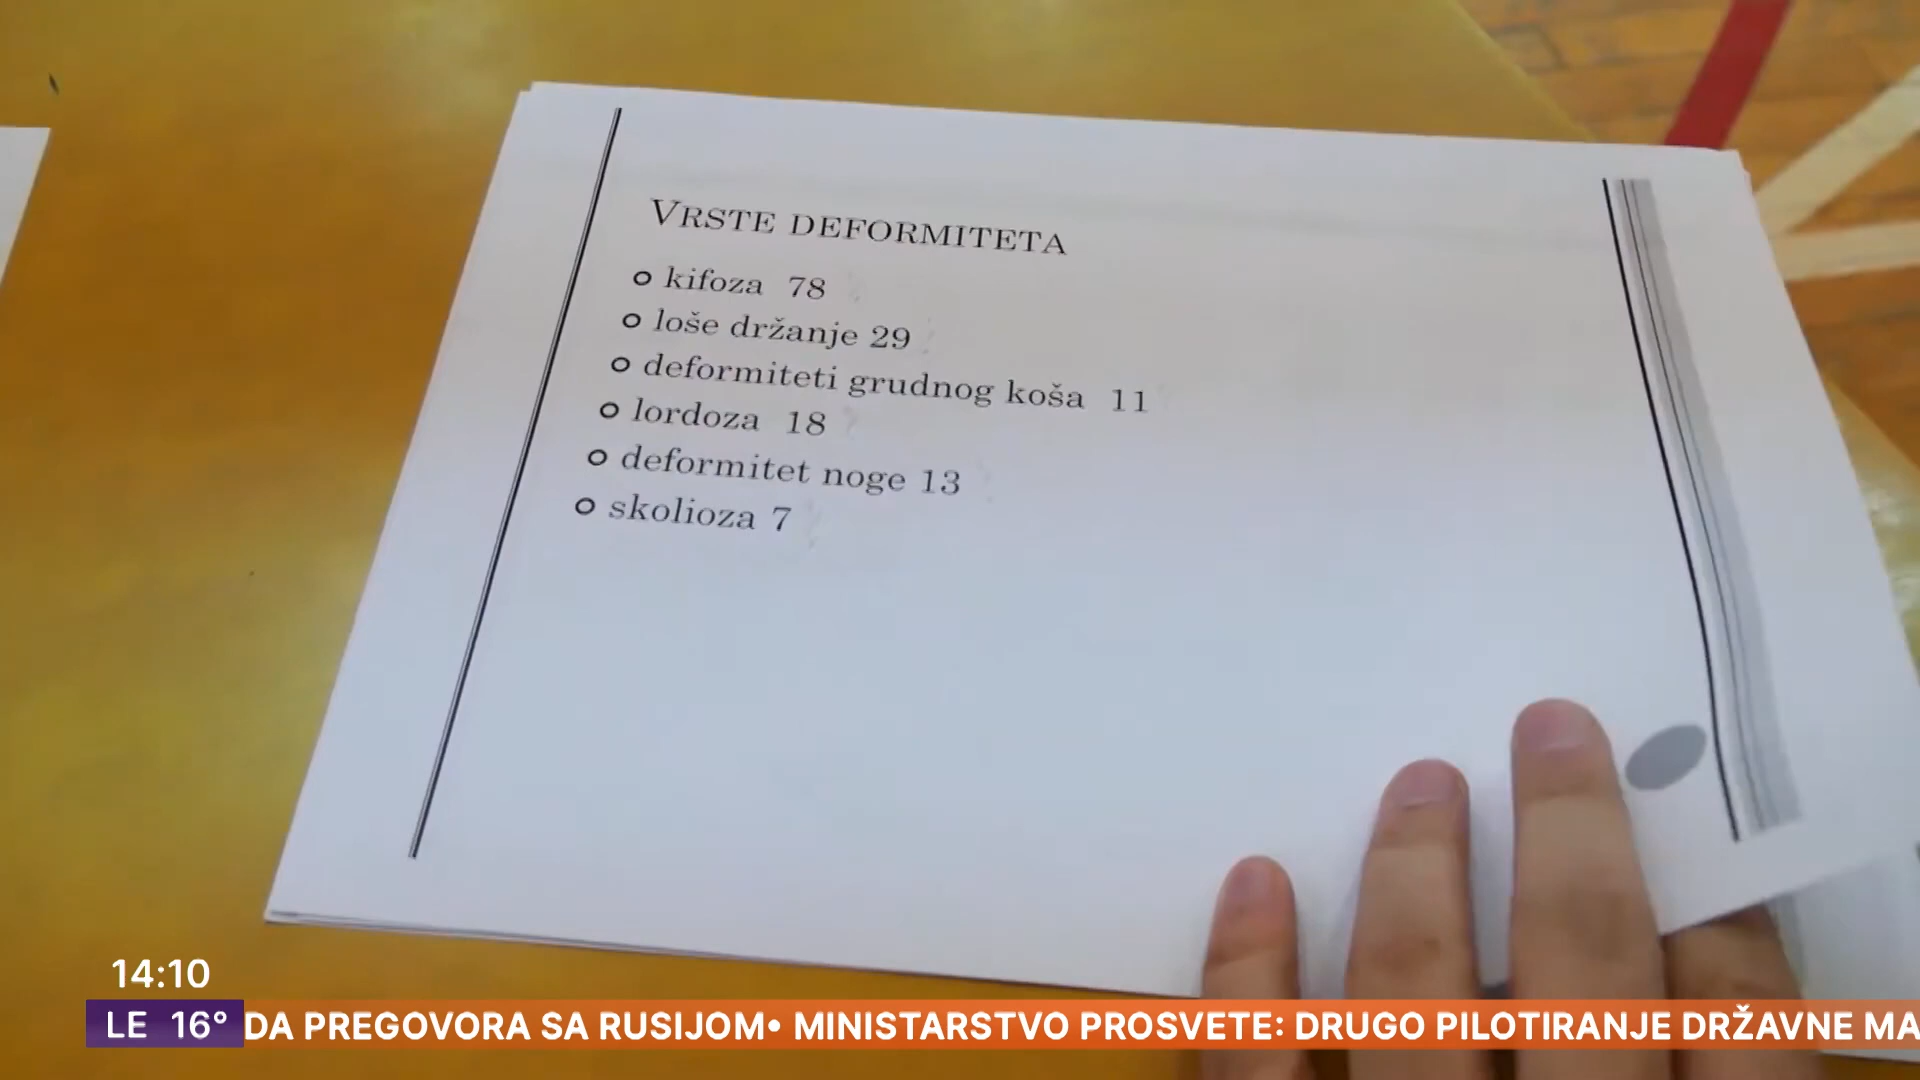 VRSTE DEFORMITETA
kifoza 78
loše držanje 29
deformiteti grudnog koša 11
lordoza 18
deformitet noge 13
skolioza 7
14:10
LE 16° DA PREGOVORA SA RUSIJOM• MINISTARSTVO PROSVETE: DRUGO PILOTIRANJE DRŽAVNE MA